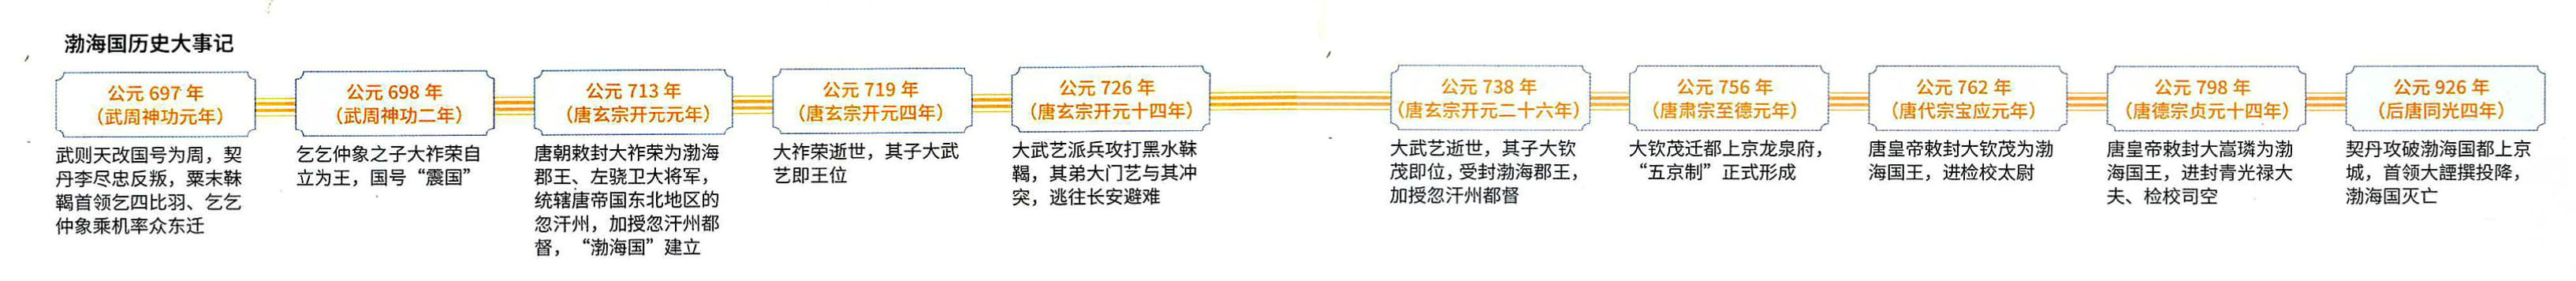 渤海国历史大事记
公元 697 年
（武周神功元年）
武则天改国号为周，契
丹李尽忠反叛，粟末靺
鞨首领乞四比羽、乞乞
仲象乘机率众东迁
公元 698 年
（武周神功二年）
乞乞仲象之子大祚荣自
立为王，国号“震国”
公元 713 年
（唐玄宗开元元年）
唐朝敕封大祚荣为渤海
郡王、左骁卫大将军，
统辖唐帝国东北地区的
忽汗州，加授忽汗州都
督，“渤海国”建立
公元 719 年
（唐玄宗开元四年）
大祚荣逝世，其子大武
艺即王位
公元 726 年
（唐玄宗开元十四年）
大武艺派兵攻打黑水靺
鞨，其弟大门艺与其冲
突，逃往长安避难
公元 738 年
（唐玄宗开元二十六年）
大武艺逝世，其子大钦
茂即位，受封渤海郡王，
加授忽汗州都督
公元 756 年
（唐肃宗至德元年）
大钦茂迁都上京龙泉府，
“五京制”正式形成
公元 762 年
（唐代宗宝应元年）
唐皇帝敕封大钦茂为渤
海国王，进检校太尉
公元 798 年
（唐德宗贞元十四年）
唐皇帝敕封大嵩璘为渤
海国王，进封青光禄大
夫、检校司空
公元 926 年
（后唐同光四年）
契丹攻破渤海国都上京
城，首领大諲撰投降，
渤海国灭亡